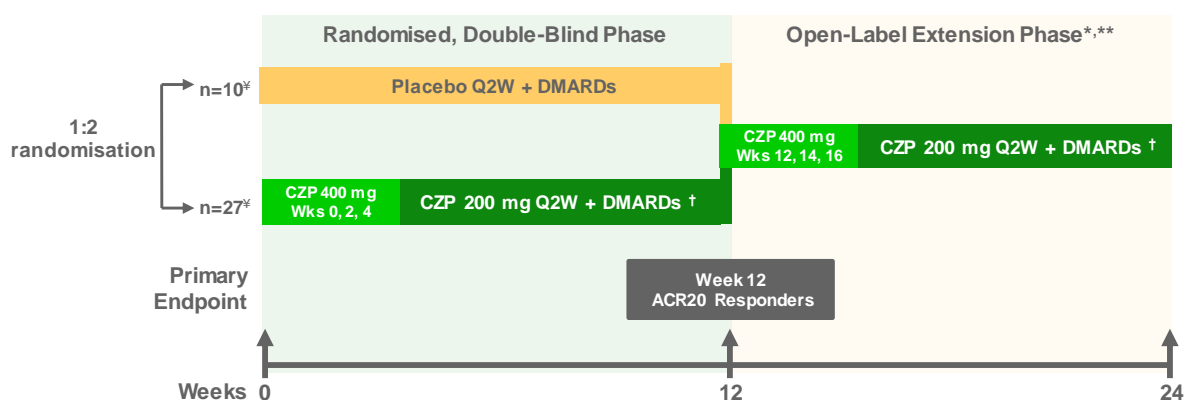 Randomised, Double-Blind Phase
Open-Label Extension Phase*,**
n=10¥
Placebo Q2W + DMARDs
1:2
randomisation
CZP 400 mg
Wks 12, 14, 16
CZP 200 mg Q2W + DMARDs †
n=27¥
CZP 400 mg
Wks 0, 2, 4
CZP 200 mg Q2W + DMARDs †
Primary
Endpoint
Week 12
ACR20 Responders
Weeks 0 12 24